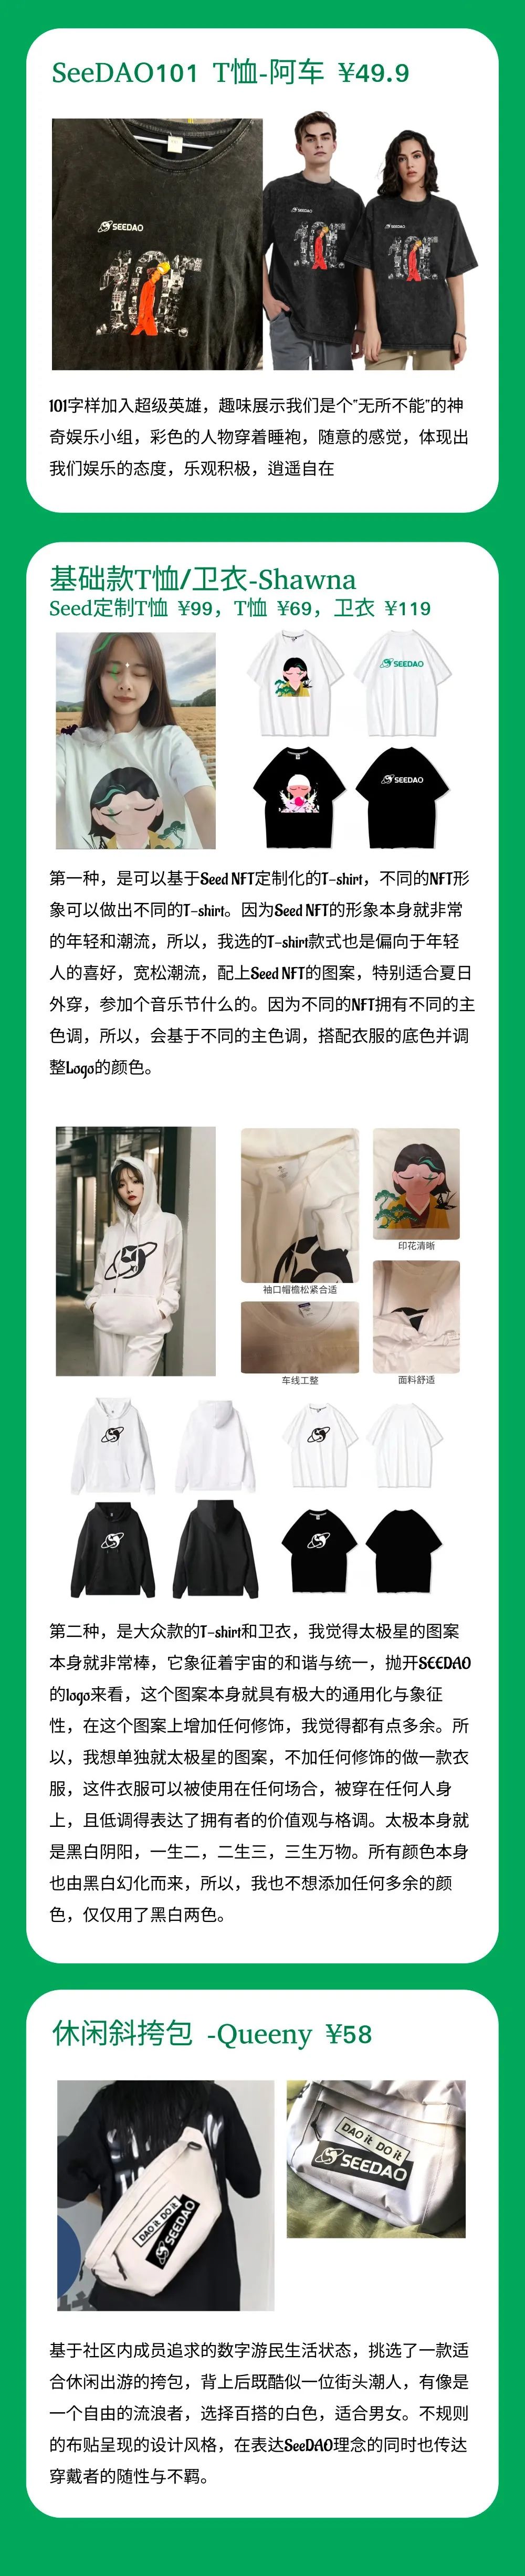 SeeDAO101 T恤-阿车 ¥49.9
SEEDAO
101
SEEDAO
101
SEEDAO
101
101字样加入超级英雄，趣味展示我们是个"无所不能"的神
奇娱乐小组，彩色的人物穿着睡袍，随意的感觉，体现出
我们娱乐的态度，乐观积极，逍遥自在
基础款T恤/卫衣-Shawna
Seed定制T恤 ¥99，T恤 ¥69，卫衣 ¥119
SEEDAO
SEEDAO
第一种，是可以基于Seed NFT定制化的T-shirt，不同的NFT形
象可以做出不同的T-shirt。因为Seed NFT的形象本身就非常
的年轻和潮流，所以，我选的T-shirt款式也是偏向于年轻
人的喜好，宽松潮流，配上Seed NFT的图案，特别适合夏日
外穿，参加个音乐节什么的。因为不同的NFT拥有不同的主
色调，所以，会基于不同的主色调，搭配衣服的底色并调
整Logo的颜色。
印花清晰
袖口帽檐松紧合适
车线工整
面料舒适
第二种，是大众款的T-shirt和卫衣，我觉得太极星的图案
本身就非常棒，它象征着宇宙的和谐与统一，抛开SEEDAO
的logo来看，这个图案本身就具有极大的通用化与象征
性，在这个图案上增加任何修饰，我觉得都有点多余。所
以，我想单独就太极星的图案，不加任何修饰的做一款衣
服，这件衣服可以被使用在任何场合，被穿在任何人身
上，且低调得表达了拥有者的价值观与格调。太极本身就
是黑白阴阳，一生二，二生三，三生万物。所有颜色本身
也由黑白幻化而来，所以，我也不想添加任何多余的颜
色，仅仅用了黑白两色。
休闲斜挎包 -Queeny ¥58
DAO it DO it
SEEDAO
DAO it DO it
SEEDAO
基于社区内成员追求的数字游民生活状态，挑选了一款适
合休闲出游的挎包，背上后既酷似一位街头潮人，有像是
一个自由的流浪者，选择百搭的白色，适合男女。不规则
的布贴呈现的设计风格，在表达SeeDAO理念的同时也传达
穿戴者的随性与不羁。